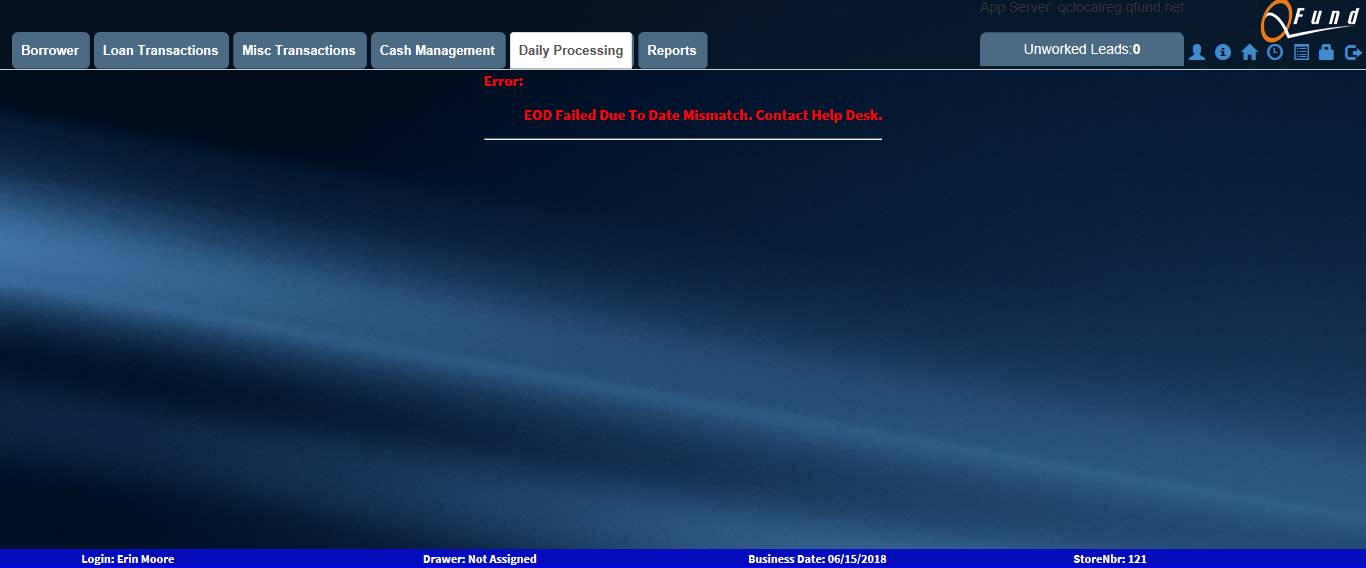 App Server: qclocalreg.qfund.net
QFund
Borrower Loan Transactions Misc Transactions Cash Management Daily Processing Reports Unworked Leads:0
Error:
EOD Failed Due To Date Mismatch. Contact Help Desk.
Login: Erin Moore Drawer: Not Assigned Business Date: 06/15/2018 StoreNbr: 121